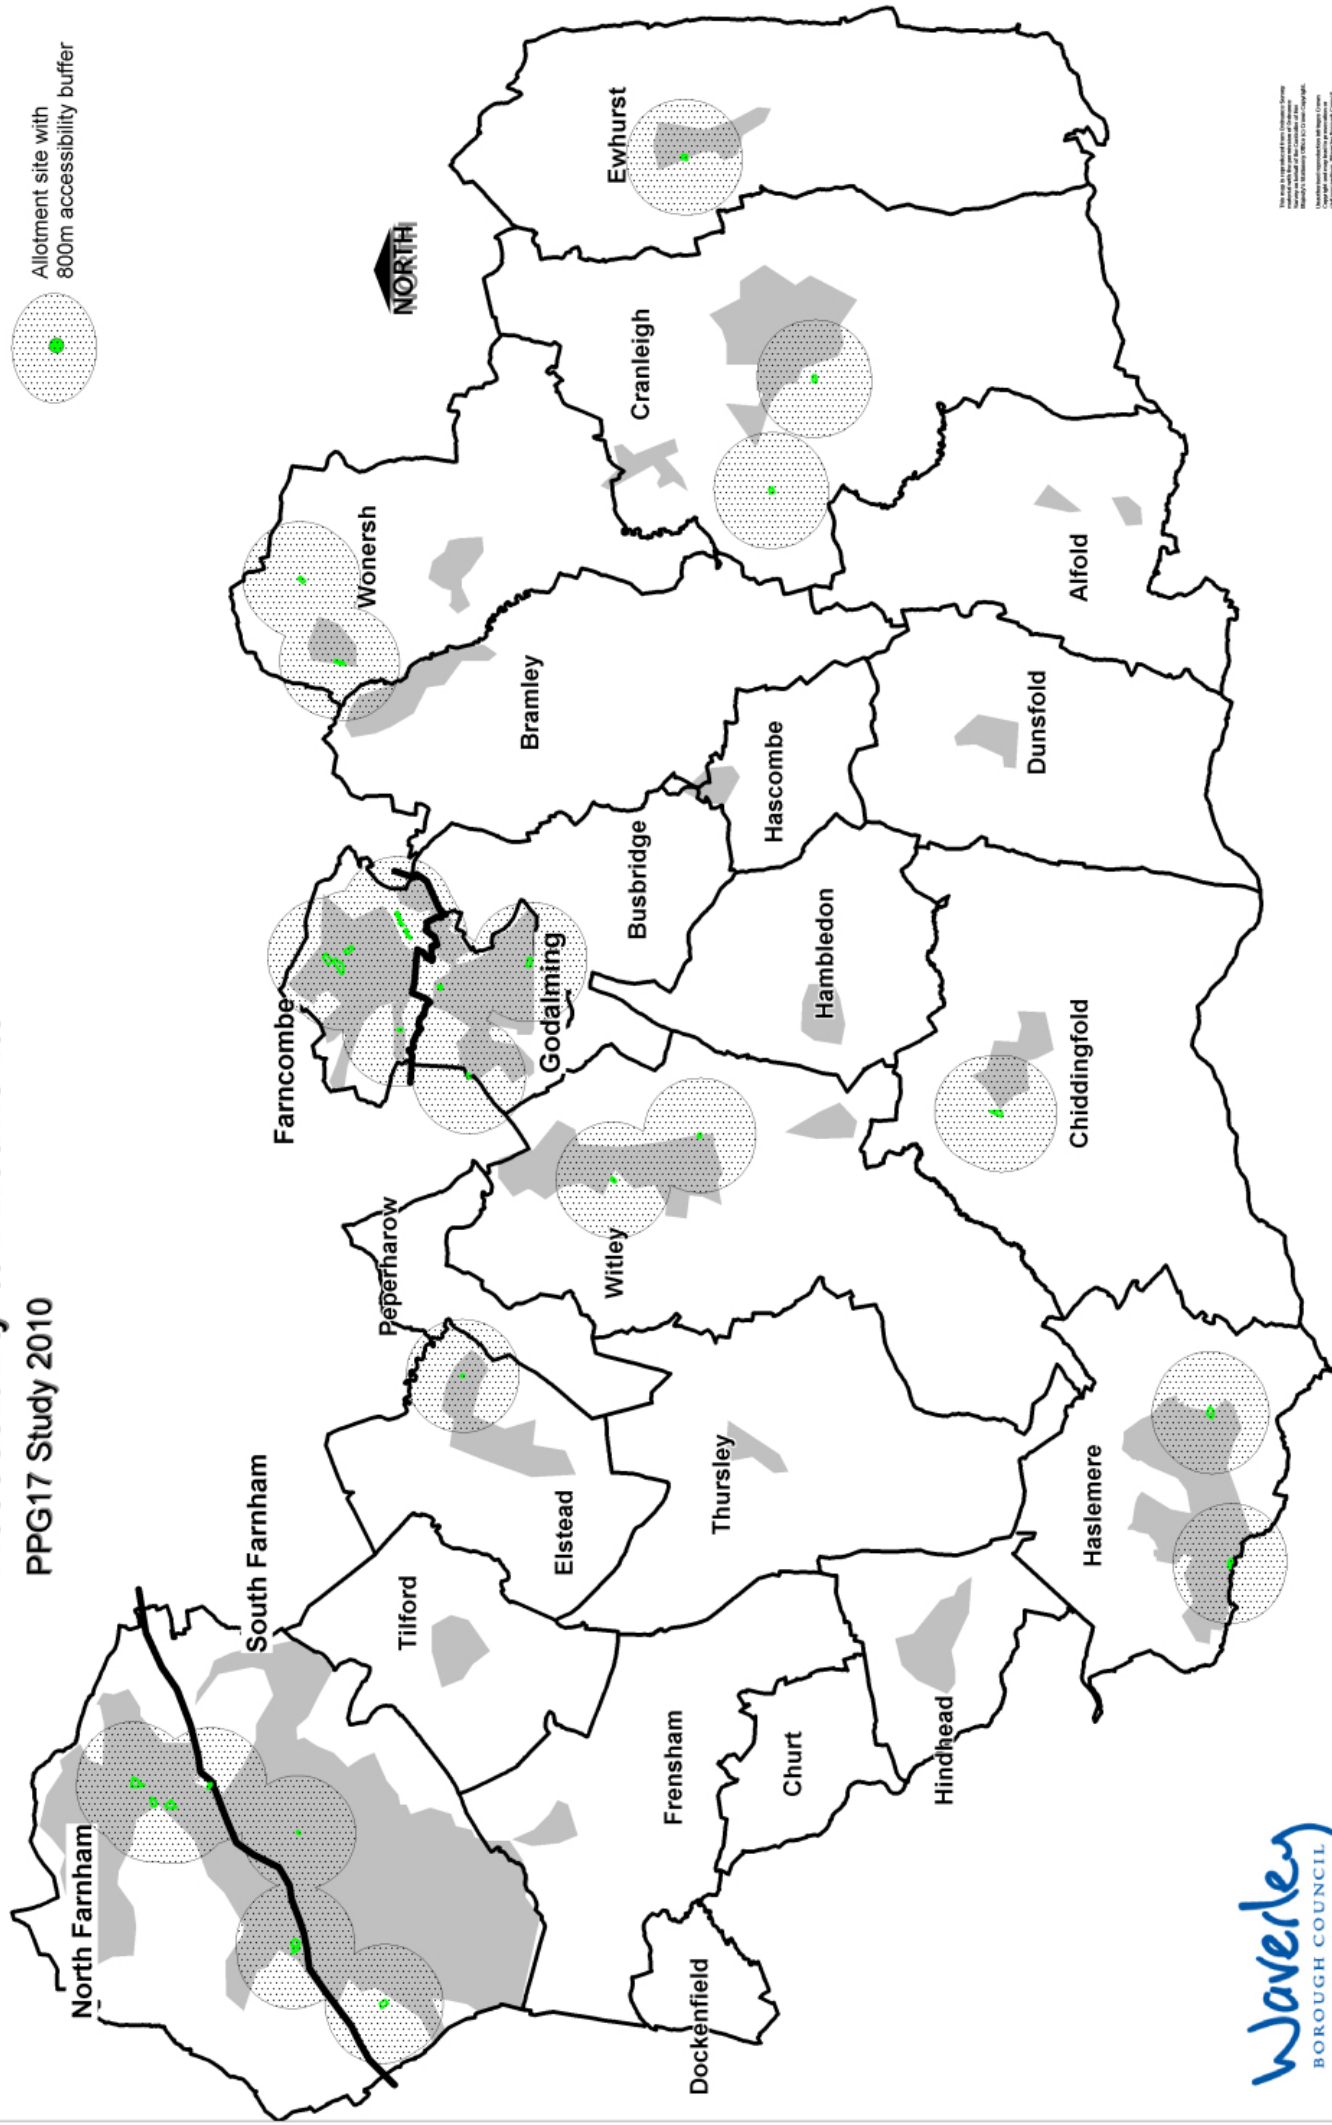 PPG17 Study 2010
Allotment site with
800m accessibility buffer
NORTH
North Farnham
South Farnham
Farncombe
Wonersh
Peperharow
Tilford
Bramley
Godalming
Elstead
Ewhurst
Cranleigh
Busbridge
Witley
Frensham
Dockenfield
Thursley
Hascombe
Churt
Hambledon
Hindhead
Dunsfold
Alfold
Chiddingfold
Haslemere
Waverley
BOROUGH COUNCIL